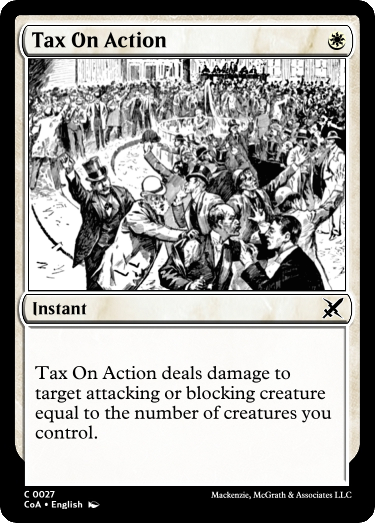 Tax On Action
Instant
Tax On Action deals damage to
target attacking or blocking creature
equal to the number of creatures you
control.
C 0027
CoA • English
Mackenzie, McGrath & Associates LLC